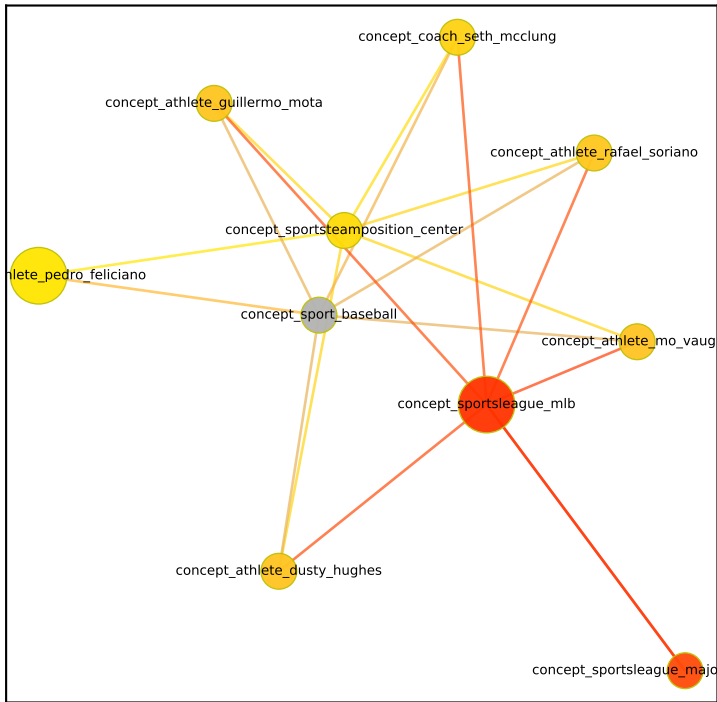 concept_coach_seth_mcclung
concept_athlete_guillermo_mota
concept_athlete_rafael_soriano
concept_sportsteamposition_center
hlete_pedro_feliciano
concept_sport_baseball
concept_athlete_mo_vaug
concept_sportsleague_mlb
concept_athlete_dusty_hughes
concept_sportsleague_majo